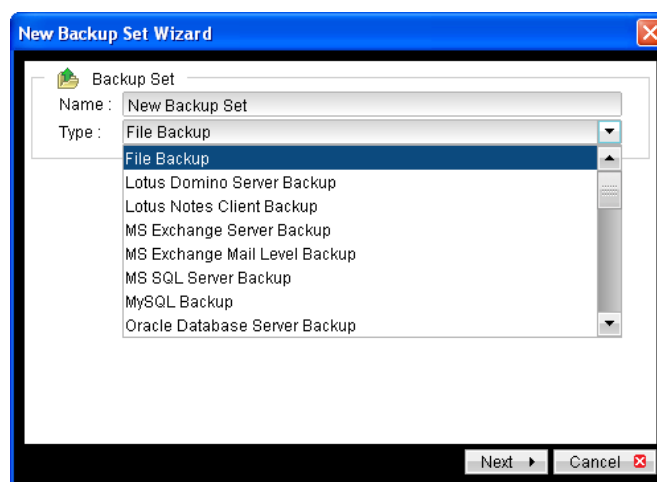 New Backup Set Wizard
Backup Set
Name : New Backup Set
Type : File Backup
File Backup
Lotus Domino Server Backup
Lotus Notes Client Backup
MS Exchange Server Backup
MS Exchange Mail Level Backup
MS SQL Server Backup
MySQL Backup
Oracle Database Server Backup
Next Cancel